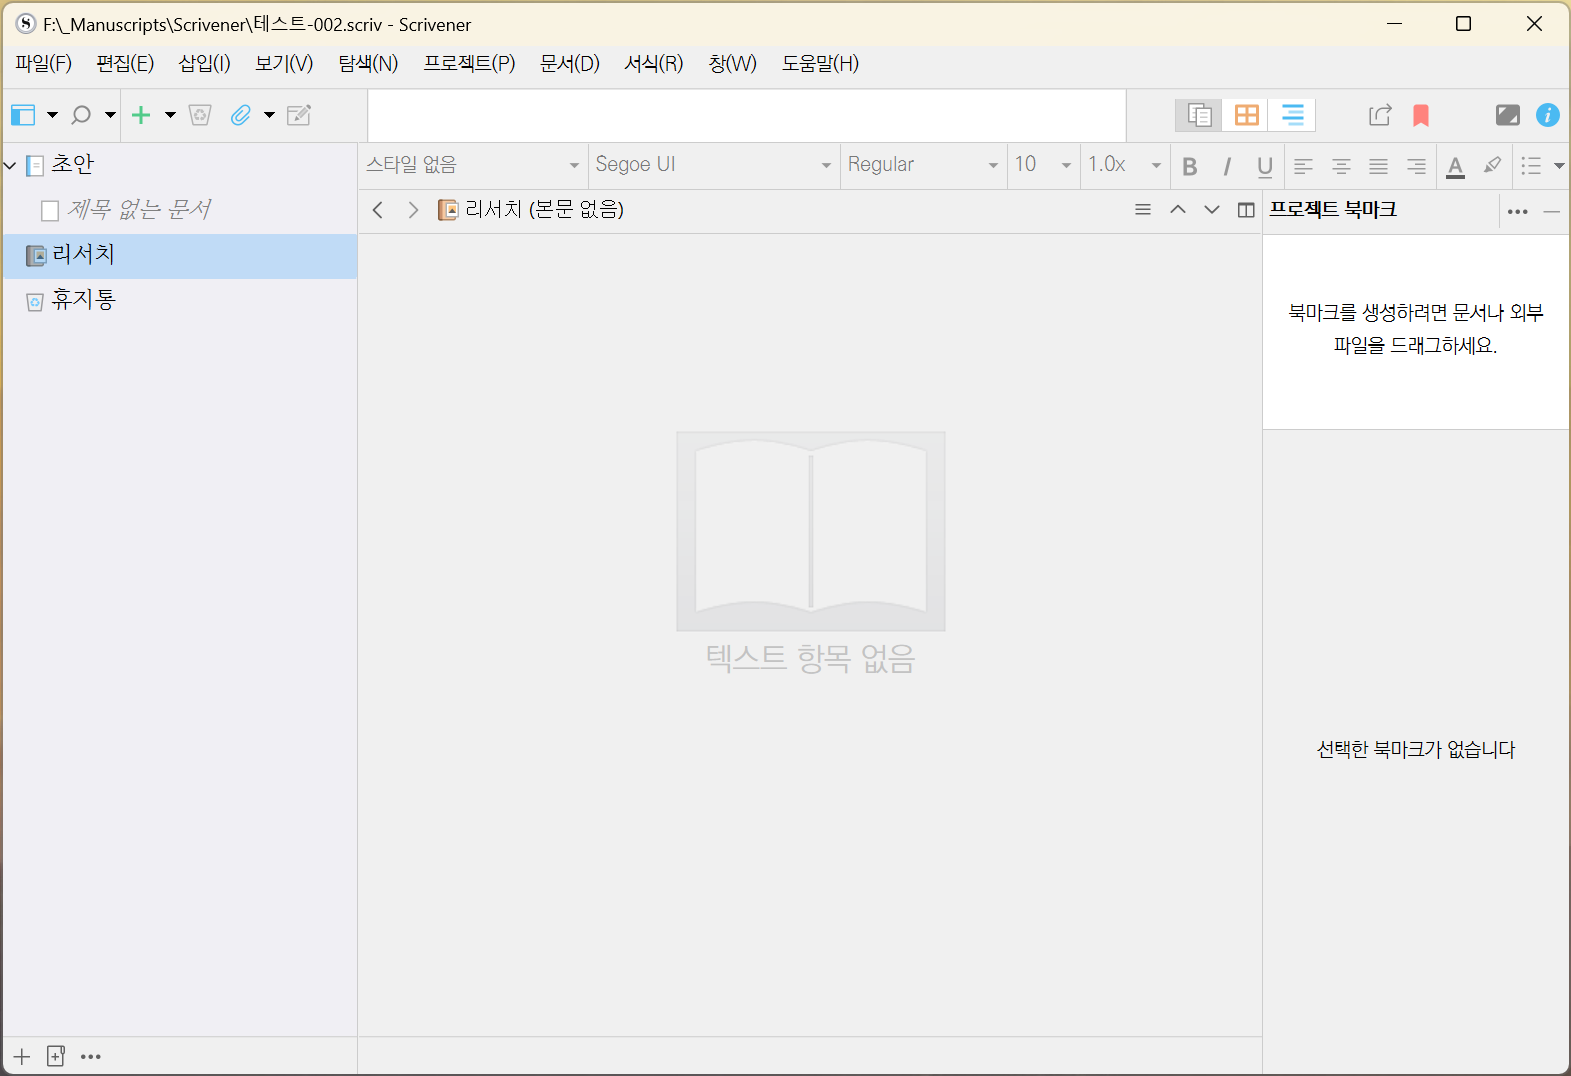 F:\_Manuscripts\Scrivener\테스트-002.scriv - Scrivener
파일(F) 편집(E) 삽입(I) 보기(V) 탐색(N) 프로젝트(P) 문서(D) 서식(R) 창(W) 도움말(H)
초안
제목 없는 문서
리서치
휴지통
스타일 없음 Segoe UI Regular 10 1.0x B I U A
리서치 (본문 없음)
텍스트 항목 없음
프로젝트 북마크
북마크를 생성하려면 문서나 외부
파일을 드래그하세요.
선택한 북마크가 없습니다